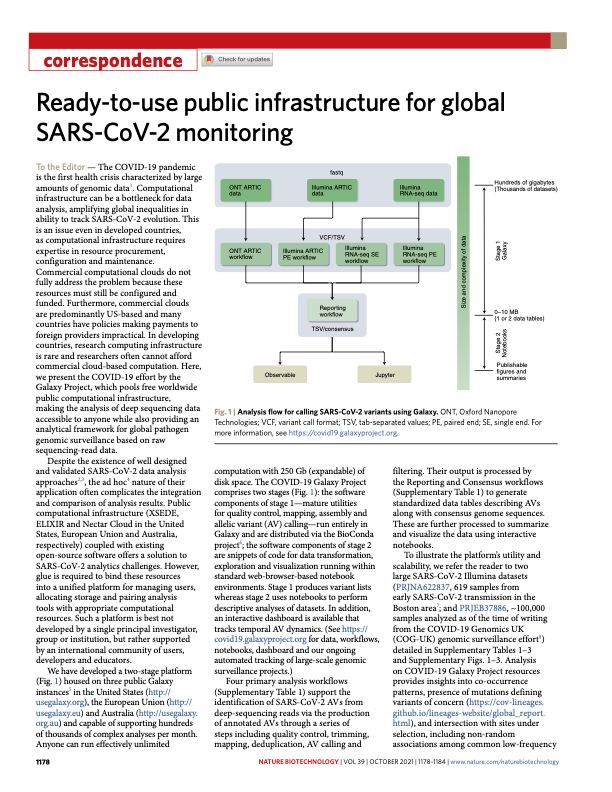 correspondence
Check for updates
Ready-to-use public infrastructure for global
SARS-CoV-2 monitoring
To the Editor — The COVID-19 pandemic
is the first health crisis characterized by large
amounts of genomic data1. Computational
infrastructure can be a bottleneck for data
analysis, amplifying global inequalities in
ability to track SARS-CoV-2 evolution. This
is an issue even in developed countries,
as computational infrastructure requires
expertise in resource procurement,
configuration and maintenance.
Commercial computational clouds do not
fully address the problem because these
resources must still be configured and
funded. Furthermore, commercial clouds
are predominantly US-based and many
countries have policies making payments to
foreign providers impractical. In developing
countries, research computing infrastructure
is rare and researchers often cannot afford
commercial cloud-based computation. Here,
we present the COVID-19 effort by the
Galaxy Project, which pools free worldwide
public computational infrastructure,
making the analysis of deep sequencing data
accessible to anyone while also providing an
analytical framework for global pathogen
genomic surveillance based on raw
sequencing-read data.
Despite the existence of well designed
and validated SARS-CoV-2 data analysis
approaches2,3, the ad hoc4 nature of their
application often complicates the integration
and comparison of analysis results. Public
computational infrastructure (XSEDE,
ELIXIR and Nectar Cloud in the United
States, European Union and Australia,
respectively) coupled with existing
open-source software offers a solution to
SARS-CoV-2 analytics challenges. However,
glue is required to bind these resources
into a unified platform for managing users,
allocating storage and pairing analysis
tools with appropriate computational
resources. Such a platform is best not
developed by a single principal investigator,
group or institution, but rather supported
by an international community of users,
developers and educators.
We have developed a two-stage platform
(Fig. 1) housed on three public Galaxy
instances5 in the United States (http://
usegalaxy.org), the European Union (http://
usegalaxy.eu) and Australia (http://usegalaxy.
org.au) and capable of supporting hundreds
of thousands of complex analyses per month.
Anyone can run effectively unlimited
fastq
ONT ARTIC
data
Illumina ARTIC
data
Illumina
RNA-seq data
VCF/TSV
ONT ARTIC
workflow
Illumina ARTIC
PE workflow
Illumina
RNA-seq SE
workflow
Illumina
RNA-seq PE
workflow
Reporting
workflow
TSV/consensus
Observable
Jupyter
Size and complexity of data
Hundreds of gigabytes
(Thousands of datasets)
Stage 1
Galaxy
0–10 MB
(1 or 2 data tables)
Stage 2
Notebooks
Publishable
figures and
summaries
Fig. 1 | Analysis flow for calling SARS-CoV-2 variants using Galaxy. ONT, Oxford Nanopore
Technologies; VCF, variant call format; TSV, tab-separated values; PE, paired end; SE, single end. For
more information, see https://covid19.galaxyproject.org.
computation with 250 Gb (expandable) of
disk space. The COVID-19 Galaxy Project
comprises two stages (Fig. 1): the software
components of stage 1—mature utilities
for quality control, mapping, assembly and
allelic variant (AV) calling—run entirely in
Galaxy and are distributed via the BioConda
project6; the software components of stage 2
are snippets of code for data transformation,
exploration and visualization running within
standard web-browser-based notebook
environments. Stage 1 produces variant lists
whereas stage 2 uses notebooks to perform
descriptive analyses of datasets. In addition,
an interactive dashboard is available that
tracks temporal AV dynamics. (See https://
covid19.galaxyproject.org for data, workflows,
notebooks, dashboard and our ongoing
automated tracking of large-scale genomic
surveillance projects.)
Four primary analysis workflows
(Supplementary Table 1) support the
identification of SARS-CoV-2 AVs from
deep-sequencing reads via the production
of annotated AVs through a series of
steps including quality control, trimming,
mapping, deduplication, AV calling and
filtering. Their output is processed by
the Reporting and Consensus workflows
(Supplementary Table 1) to generate
standardized data tables describing AVs
along with consensus genome sequences.
These are further processed to summarize
and visualize the data using interactive
notebooks.
To illustrate the platform's utility and
scalability, we refer the reader to two
large SARS-CoV-2 Illumina datasets
(PRJNA622837, 619 samples from
early SARS-CoV-2 transmission in the
Boston area7; and PRJEB37886, ~100,000
samples analyzed as of the time of writing
from the COVID-19 Genomics UK
(COG-UK) genomic surveillance effort8)
detailed in Supplementary Tables 1–3
and Supplementary Figs. 1–3. Analysis
on COVID-19 Galaxy Project resources
provides insights into co-occurrence
patterns, presence of mutations defining
variants of concern (https://cov-lineages.
github.io/lineages-website/global_report.
html), and intersection with sites under
selection, including non-random
associations among common low-frequency
1178
NATURE BIOTECHNOLOGY | VOL 39 | OCTOBER 2021 | 1178–1184 | www.nature.com/naturebiotechnology